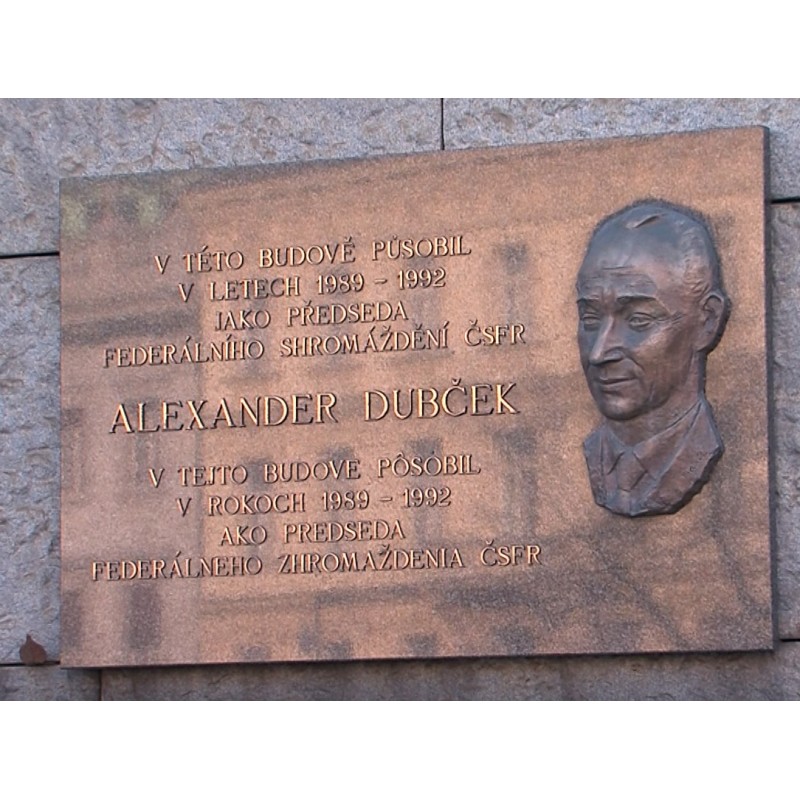 V TÉTO BUDOVĚ PŮSOBIL
V LETECH 1989 - 1992
JAKO PŘEDSEDA
FEDERÁLNÍHO SHROMÁŽDĚNÍ ČSFR
ALEXANDER DUBČEK
V TEJTO BUDOVE PÔSOBIL
V ROKOCH 1989 - 1992
AKO PREDSEDA
FEDERÁLNEHO ZHROMAŽDENIA ČSFR